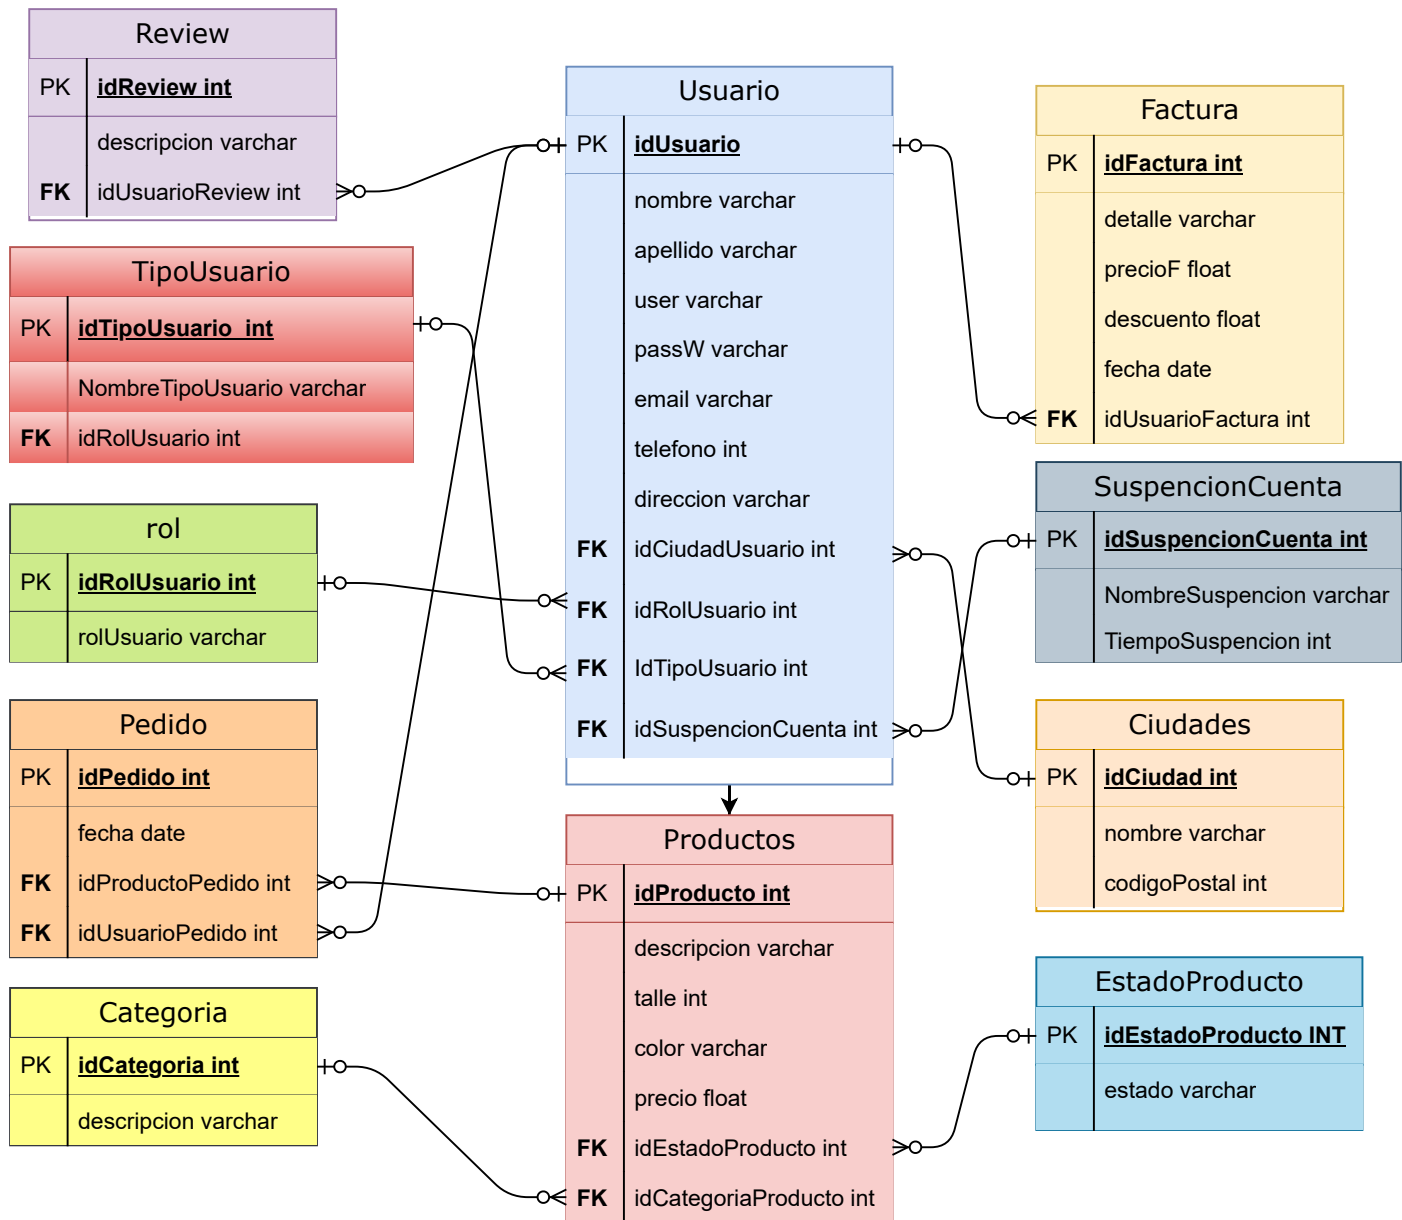 Review
PK idReview int
descripcion varchar
FK idUsuarioReview int
TipoUsuario
PK idTipoUsuario int
NombreTipoUsuario varchar
FK idRolUsuario int
rol
PK idRolUsuario int
rolUsuario varchar
Pedido
PK idPedido int
fecha date
FK idProductoPedido int
FK idUsuarioPedido int
Categoria
PK idCategoria int
descripcion varchar
Usuario
PK idUsuario
nombre varchar
apellido varchar
user varchar
passW varchar
email varchar
telefono int
direccion varchar
FK idCiudadUsuario int
FK idRolUsuario int
FK IdTipoUsuario int
FK idSuspencionCuenta int
Productos
PK idProducto int
descripcion varchar
talle int
color varchar
precio float
FK idEstadoProducto int
FK idCategoriaProducto int
Factura
PK idFactura int
detalle varchar
precioF float
descuento float
fecha date
FK idUsuarioFactura int
SuspencionCuenta
PK idSuspencionCuenta int
NombreSuspencion varchar
TiempoSuspencion int
Ciudades
PK idCiudad int
nombre varchar
codigoPostal int
EstadoProducto
PK idEstadoProducto INT
estado varchar